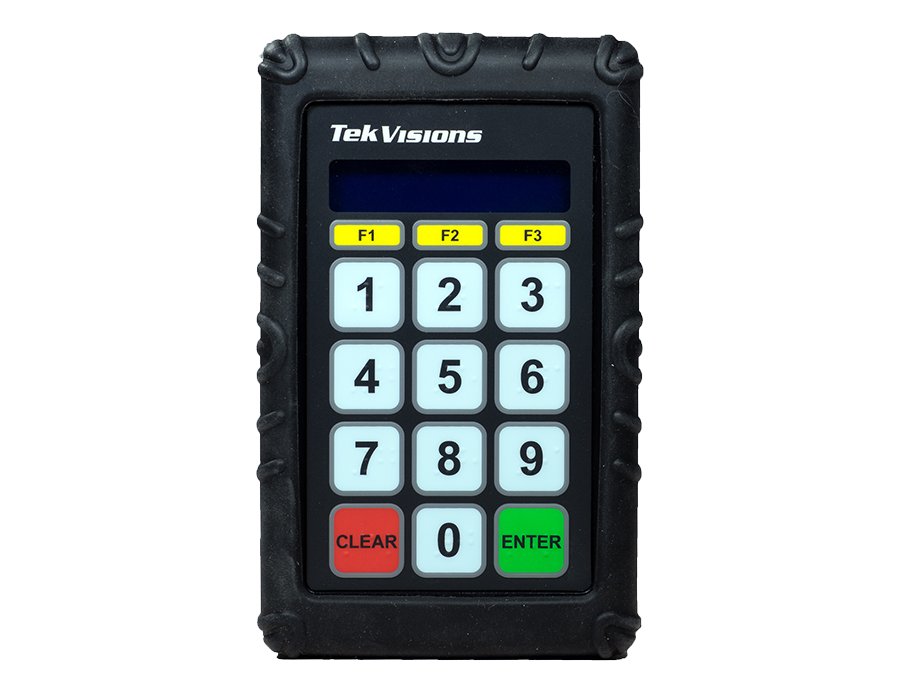 TekVisions
F1 F2 F3
1 2 3
4 5 6
7 8 9
CLEAR 0 ENTER